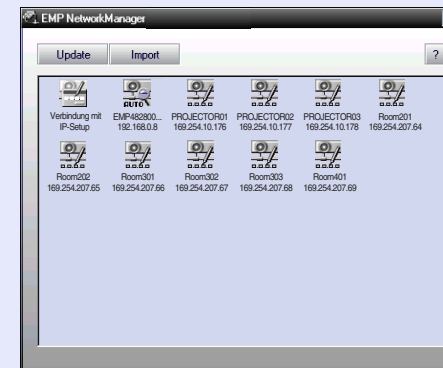 EMP NetworkManager
Update Import ?
AUTO
Verbindung mit EMP482800... PROJECTOR01 PROJECTOR02 PROJECTOR03 Room201
IP-Setup 192.168.0.8 169.254.10.176 169.254.10.177 169.254.10.178 169.254.207.64
Room202 Room301 Room302 Room303 Room401
169.254.207.65 169.254.207.66 169.254.207.67 169.254.207.68 169.254.207.69